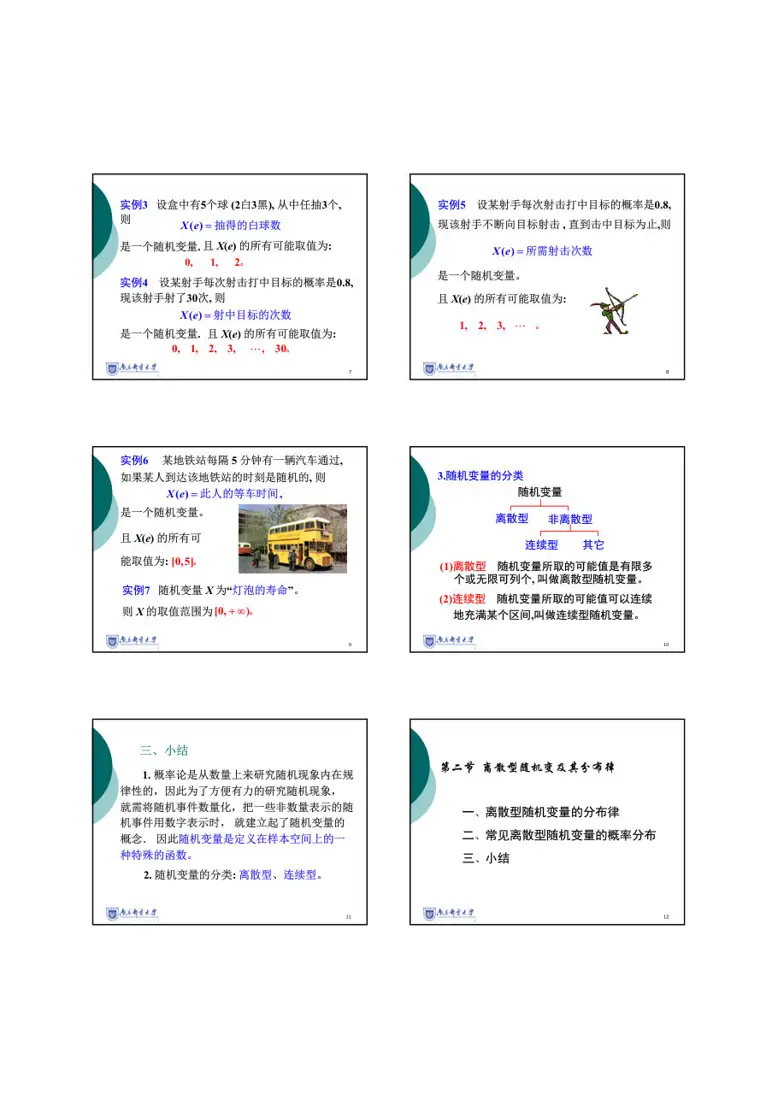 实例3 设盒中有5个球 (2白3黑), 从中任抽3个,
则
X(e) = 抽得的白球数
是一个随机变量. 且 X(e) 的所有可能取值为:
0, 1, 2。
实例4 设某射手每次射击打中目标的概率是0.8,
现该射手射了30次, 则
X(e) = 射中目标的次数
是一个随机变量. 且 X(e) 的所有可能取值为:
0, 1, 2, 3, ⋯, 30。
7
实例5 设某射手每次射击打中目标的概率是0.8,
现该射手不断向目标射击 , 直到击中目标为止,则
X(e) = 所需射击次数
是一个随机变量。
且 X(e) 的所有可能取值为:
1, 2, 3, ⋯ 。
8
实例6 某地铁站每隔 5 分钟有一辆汽车通过,
如果某人到达该地铁站的时刻是随机的, 则
X(e) = 此人的等车时间,
是一个随机变量。
且 X(e) 的所有可
能取值为: [0,5]。
实例7 随机变量 X 为“灯泡的寿命”。
则 X 的取值范围为 [0, + ∞)。
9
3.随机变量的分类
随机变量
离散型 非离散型
连续型 其它
(1)离散型 随机变量所取的可能值是有限多
个或无限可列个, 叫做离散型随机变量。
(2)连续型 随机变量所取的可能值可以连续
地充满某个区间,叫做连续型随机变量。
10
三、小结
1. 概率论是从数量上来研究随机现象内在规
律性的，因此为了方便有力的研究随机现象，
就需将随机事件数量化，把一些非数量表示的随
机事件用数字表示时， 就建立起了随机变量的
概念． 因此随机变量是定义在样本空间上的一
种特殊的函数。
2. 随机变量的分类: 离散型、连续型。
11
第二节 离散型随机变及其分布律
一、离散型随机变量的分布律
二、常见离散型随机变量的概率分布
三、小结
12